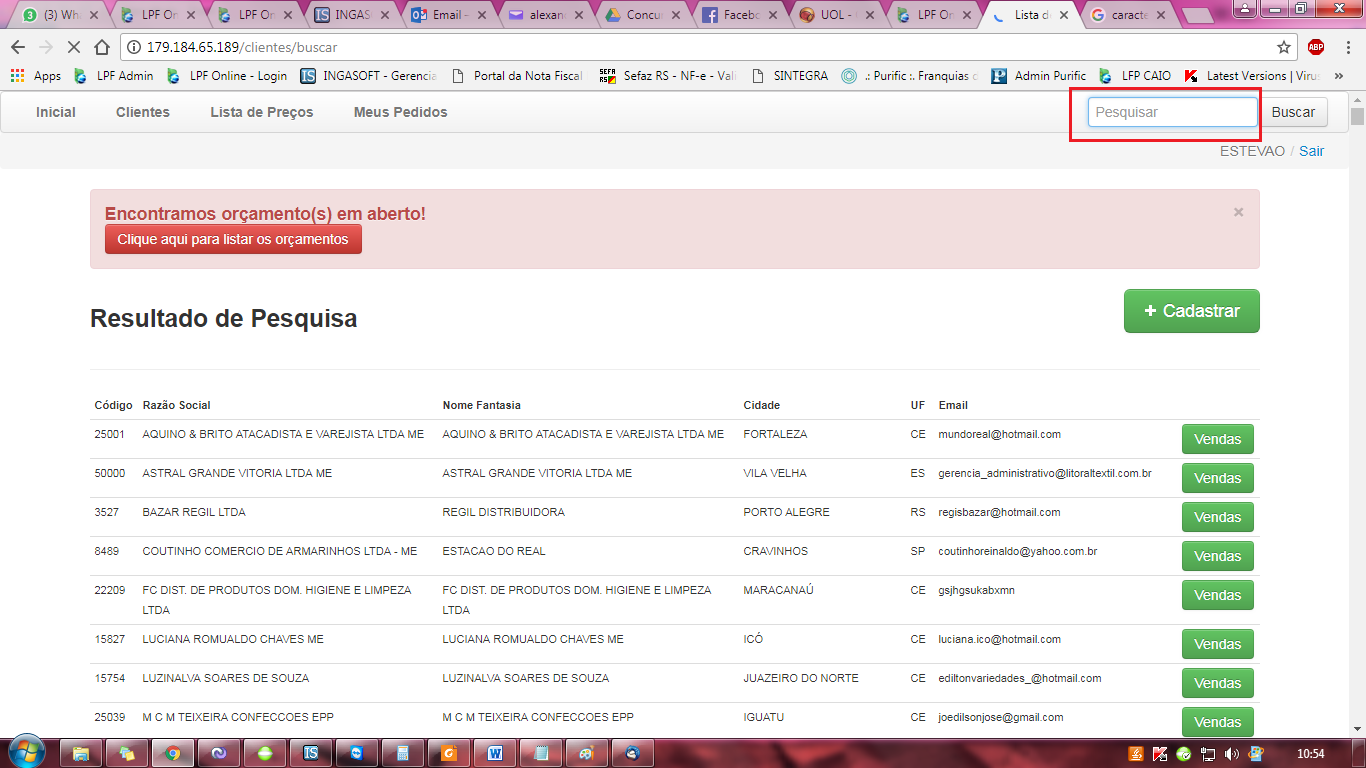 (3) Wha
LPF On
LPF On
INGAS
Email -
alexan
Concur
Facebo
UOL -
LPF On
Lista de
caracte
179.184.65.189/clientes/buscar
ABP
Apps
LPF Admin
LPF Online - Login
INGASOFT - Gerencia
Portal da Nota Fiscal
Sefaz RS - NF-e - Vali
SINTEGRA
.: Purific :. Franquias d
Admin Purific
LFP CAIO
Latest Versions | Viru
»
Inicial
Clientes
Lista de Preços
Meus Pedidos
Pesquisar
Buscar
ESTEVAO / Sair
Encontramos orçamento(s) em aberto!
×
Clique aqui para listar os orçamentos
Resultado de Pesquisa
+ Cadastrar
Código Razão Social Nome Fantasia Cidade UF Email
25001 AQUINO & BRITO ATACADISTA E VAREJISTA LTDA ME AQUINO & BRITO ATACADISTA E VAREJISTA LTDA ME FORTALEZA CE mundoreal@hotmail.com Vendas
50000 ASTRAL GRANDE VITORIA LTDA ME ASTRAL GRANDE VITORIA LTDA ME VILA VELHA ES gerencia_administrativo@litoraltextil.com.br Vendas
3527 BAZAR REGIL LTDA REGIL DISTRIBUIDORA PORTO ALEGRE RS regisbazar@hotmail.com Vendas
8489 COUTINHO COMERCIO DE ARMARINHOS LTDA - ME ESTACAO DO REAL CRAVINHOS SP coutinhoreinaldo@yahoo.com.br Vendas
22209 FC DIST. DE PRODUTOS DOM. HIGIENE E LIMPEZA LTDA FC DIST. DE PRODUTOS DOM. HIGIENE E LIMPEZA LTDA MARACANAÚ CE gsjhgsukabxmn Vendas
15827 LUCIANA ROMUALDO CHAVES ME LUCIANA ROMUALDO CHAVES ME ICÓ CE luciana.ico@hotmail.com Vendas
15754 LUZINALVA SOARES DE SOUZA LUZINALVA SOARES DE SOUZA JUAZEIRO DO NORTE CE ediltonvariedades_@hotmail.com Vendas
25039 M C M TEIXEIRA CONFECCOES EPP M C M TEIXEIRA CONFECCOES EPP IGUATU CE joedilsonjose@gmail.com Vendas
10:54